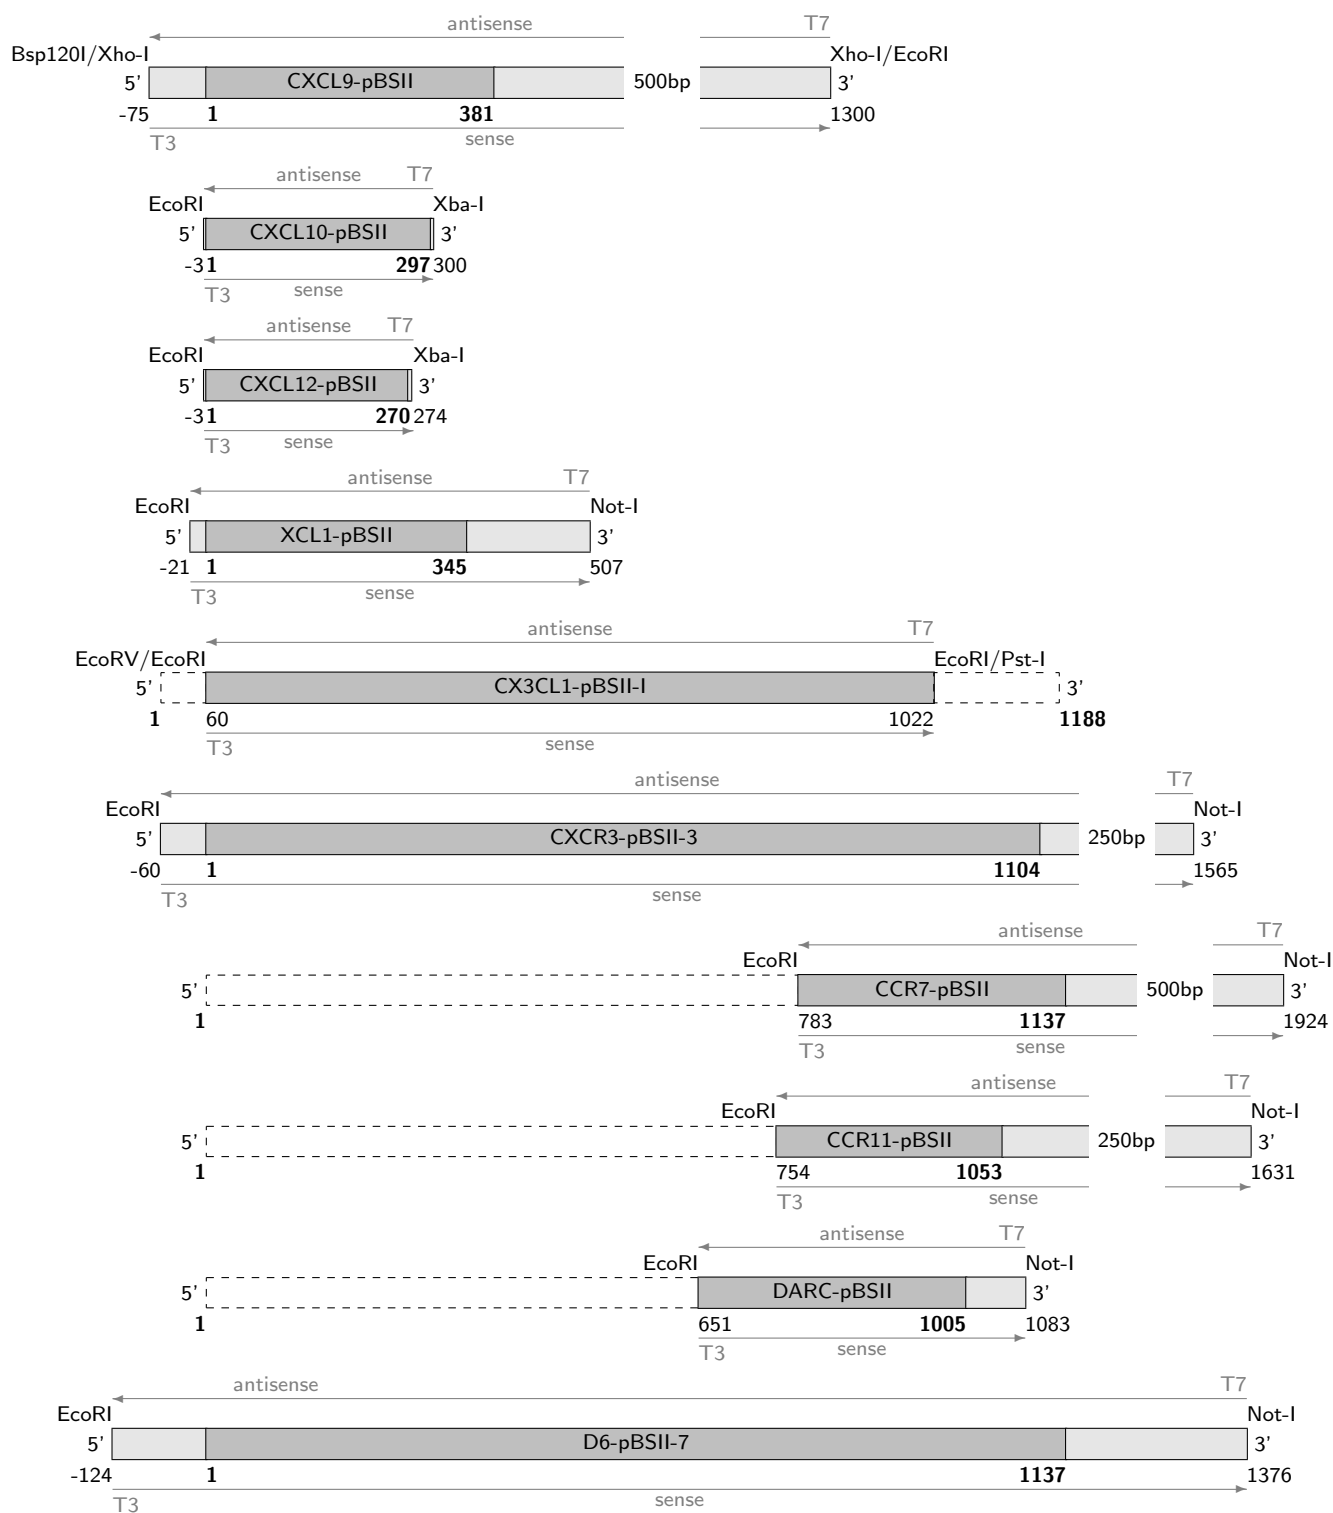 antisense T7
Bsp120I/Xho-I Xho-I/EcoRI
5' CXCL9-pBSII 500bp 3'
-75 1 381 1300
T3 sense
antisense T7
EcoRI Xba-I
5' CXCL10-pBSII 3'
-3 1 297 300
T3 sense
antisense T7
EcoRI Xba-I
5' CXCL12-pBSII 3'
-3 1 270 274
T3 sense
antisense T7
EcoRI Not-I
5' XCL1-pBSII 3'
-21 1 345 507
T3 sense
antisense T7
EcoRV/EcoRI EcoRI/Pst-I
5' CX3CL1-pBSII-I 3'
1 60 1022 1188
T3 sense
antisense T7
EcoRI Not-I
5' CXCR3-pBSII-3 250bp 3'
-60 1 1104 1565
T3 sense
antisense T7
EcoRI Not-I
5' CCR7-pBSII 500bp 3'
1 783 1137 1924
T3 sense
antisense T7
EcoRI Not-I
5' CCR11-pBSII 250bp 3'
1 754 1053 1631
T3 sense
antisense T7
EcoRI Not-I
5' DARC-pBSII 3'
1 651 1005 1083
T3 sense
antisense T7
EcoRI Not-I
5' D6-pBSII-7 3'
-124 1 1137 1376
T3 sense